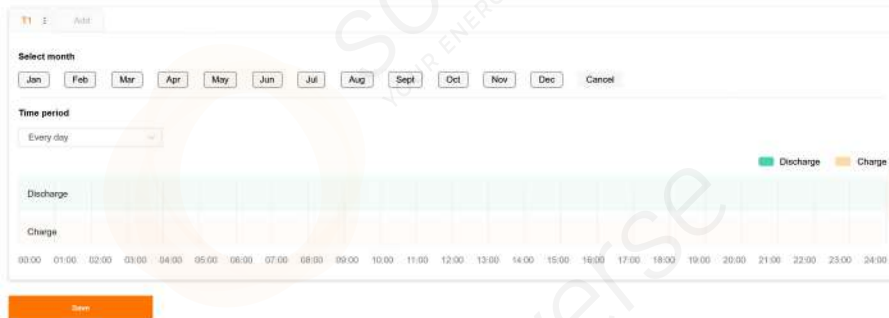 T1 Add
Select month
Jan Feb Mar Apr May Jun Jul Aug Sept Oct Nov Dec Cancel
Time period
Every day
Discharge Charge
Discharge
Charge
00:00 01:00 02:00 03:00 04:00 05:00 06:00 07:00 08:00 09:00 10:00 11:00 12:00 13:00 14:00 15:00 16:00 17:00 18:00 19:00 20:00 21:00 22:00 23:00 24:00
Save
YOUR ENERG